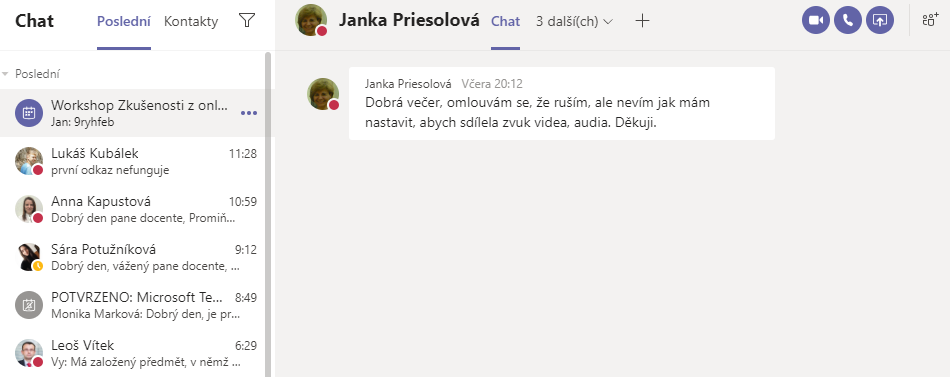 Chat
Poslední
Kontakty
Poslední
Workshop Zkušenosti z onl...
Jan: 9ryhfeb
Lukáš Kubálek 11:28
první odkaz nefunguje
Anna Kapustová 10:59
Dobrý den pane docente, Promiň...
Sára Potužníková 9:12
Dobrý den, vážený pane docente, ...
POTVRZENO: Microsoft Te... 8:49
Monika Marková: Dobrý den, je pr...
Leoš Vítek 6:29
Vy: Má založený předmět, v němž ...
Janka Priesolová
Chat
3 další(ch)
Janka Priesolová Včera 20:12
Dobrá večer, omlouvám se, že ruším, ale nevím jak mám
nastavit, abych sdílela zvuk videa, audia. Děkuji.